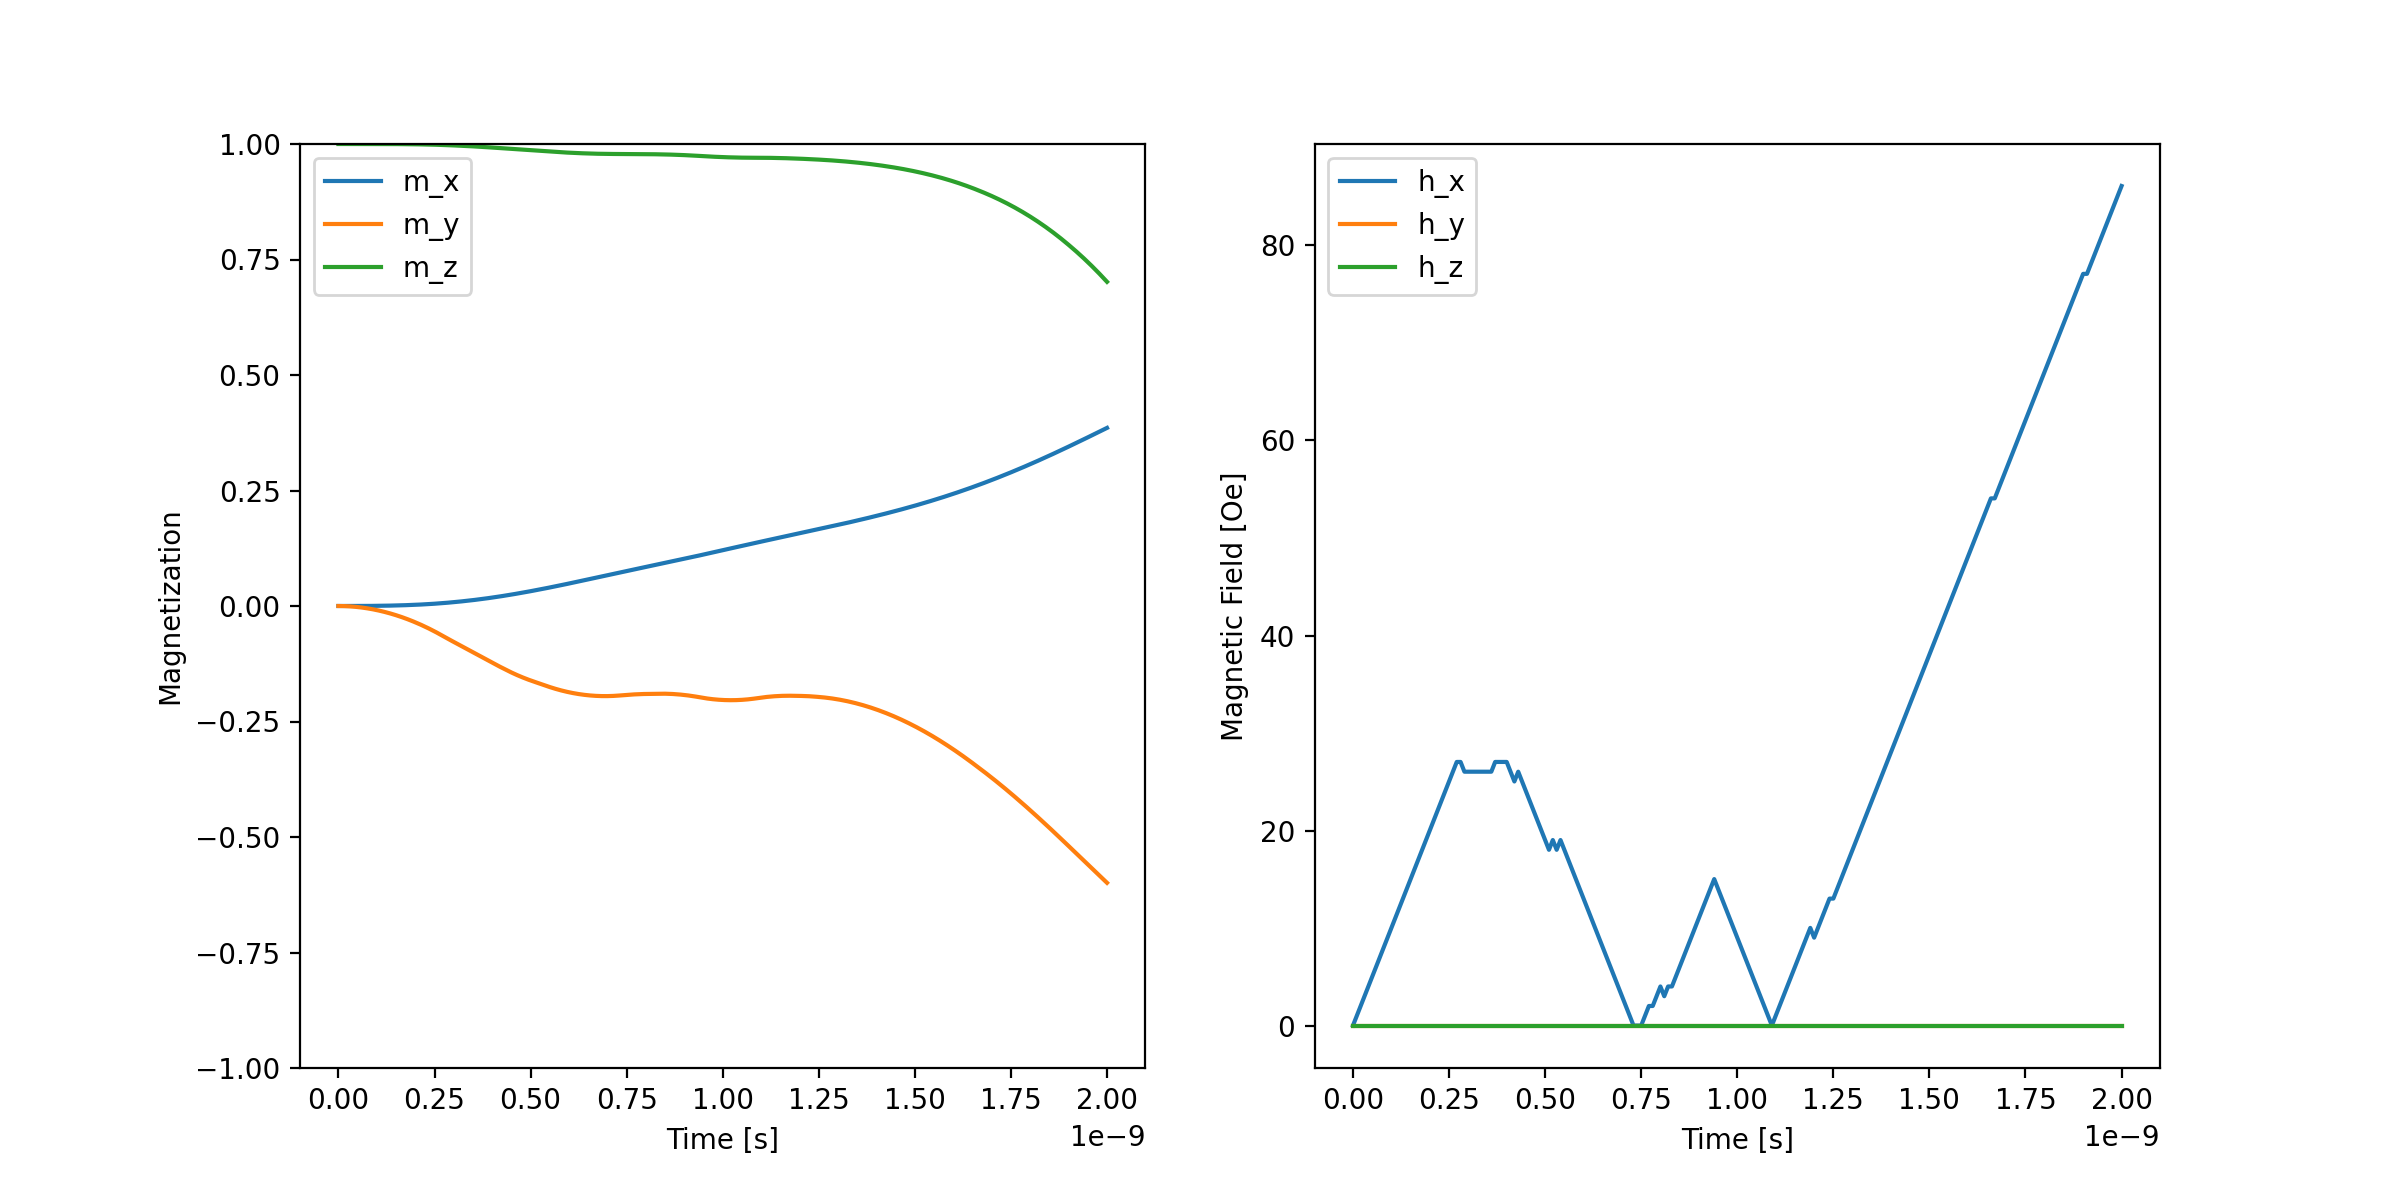 1.00
0.75
0.50
0.25
0.00
−0.25
−0.50
−0.75
−1.00
Magnetization
m_x
m_y
m_z
0.00 0.25 0.50 0.75 1.00 1.25 1.50 1.75 2.00
Time [s]
1e−9
80
60
40
20
0
Magnetic Field [Oe]
h_x
h_y
h_z
0.00 0.25 0.50 0.75 1.00 1.25 1.50 1.75 2.00
Time [s]
1e−9